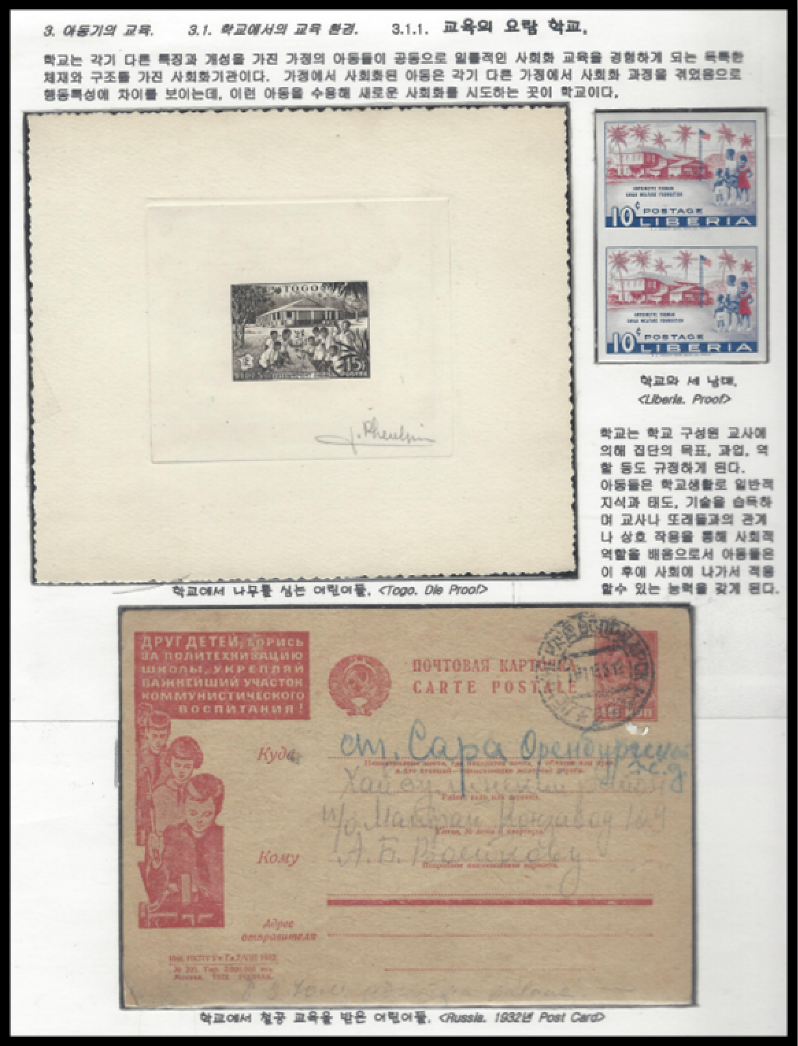 3. 아동기의 교육. 3.1. 학교에서의 교육 환경. 3.1.1. 교육의 요람 학교.
학교는 각기 다른 특징과 개성을 가진 가정의 아동들이 공동으로 일률적인 사회화 교육을 경험하게 되는 독특한
체재와 구조를 가진 사회화기관이다. 가정에서 사회화된 아동은 각기 다른 가정에서 사회화 과정을 겪었음으로
행동특성에 차이를 보이는데, 이런 아동을 수용해 새로운 사회화를 시도하는 곳이 학교이다.
TOGO
15F
10¢ POSTAGE
LIBERIA
10¢ POSTAGE
LIBERIA
학교와 세 남매.
<Liberia. Proof>
학교는 학교 구성원 교사에
의해 집단의 목표, 과업, 역
할 등도 규정하게 된다.
아동들은 학교생활로 일반적
지식과 태도, 기술을 습득하
며 교사나 또래들과의 관계
나 상호 작용을 통해 사회적
역할을 배움으로서 아동들은
이 후에 사회에 나가서 적용
할수 있는 능력을 갖게 된다.
학교에서 나무를 심는 어린이들. <Togo. Die Proof>
ДРУГ ДЕТЕЙ, БОРИСЬ
ЗА ПОЛИТЕХНИЗАЦИЮ
ШКОЛЫ, УКРЕПЛЯЙ
ВАЖНЕЙШИЙ УЧАСТОК
КОММУНИСТИЧЕСКОГО
ВОСПИТАНИЯ!
ПОЧТОВАЯ КАРТОЧКА
CARTE POSTALE
Куда
ст. Сара Оренбургской
ж.д
Кому
А.Б.
Адрес
отправителя
학교에서 철공 교육을 받은 어린이들. <Russia. 1932년 Post Card>